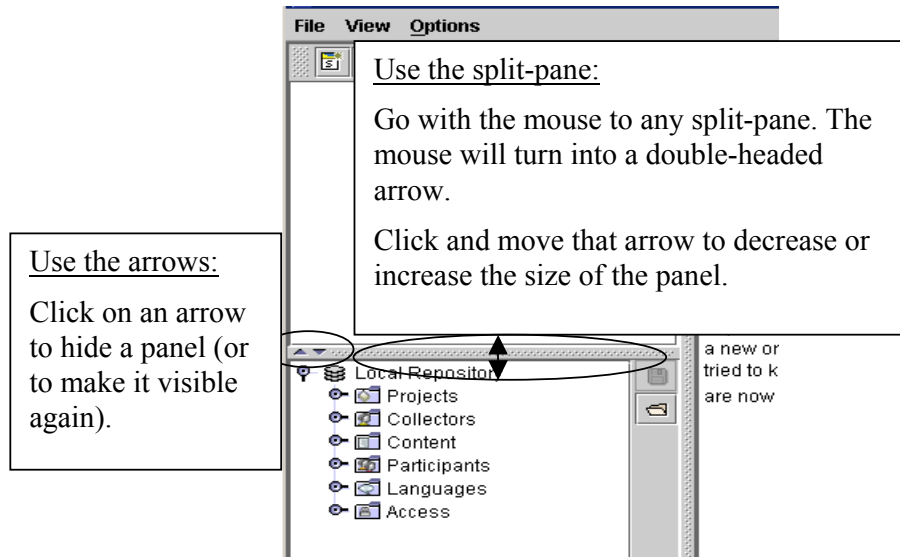 File View Options
Use the split-pane:
Go with the mouse to any split-pane. The
mouse will turn into a double-headed
arrow.
Click and move that arrow to decrease or
increase the size of the panel.
Use the arrows:
Click on an arrow
to hide a panel (or
to make it visible
again).
a new or
tried to k
are now
Local Repository
Projects
Collectors
Content
Participants
Languages
Access